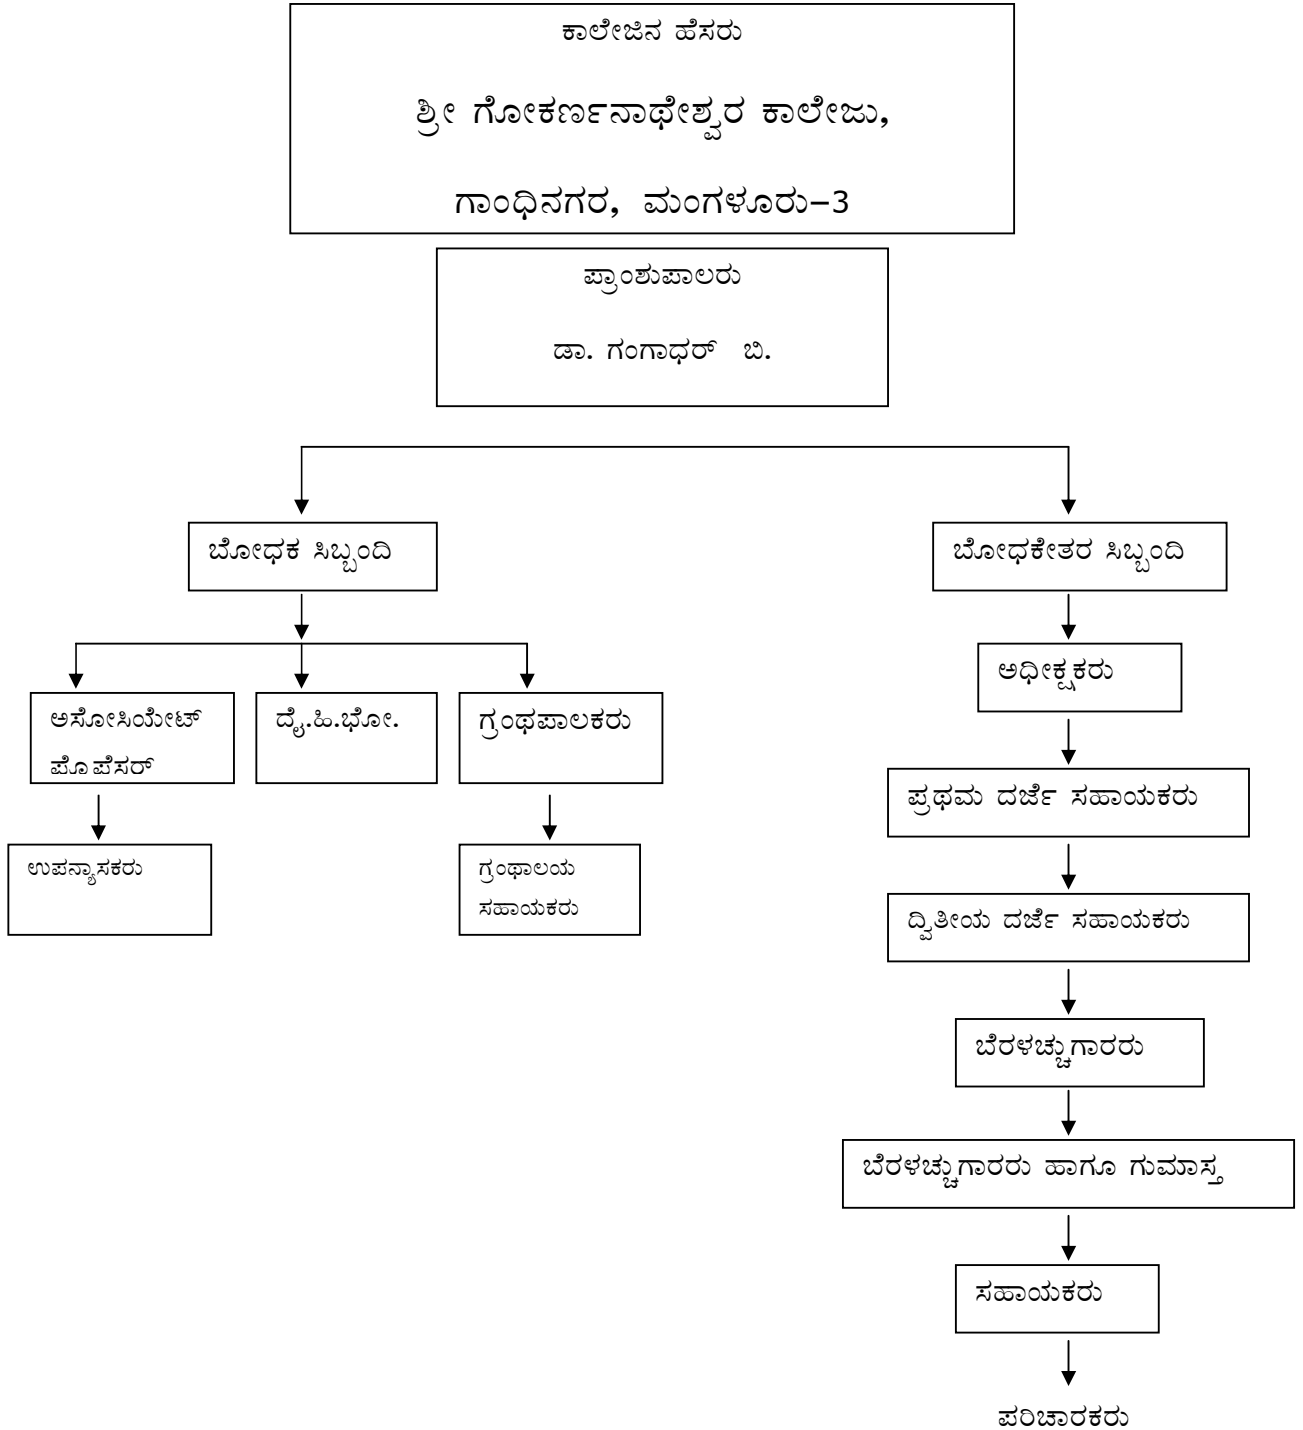 ಕಾಲೇಜಿನ ಹೆಸರು
ಶ್ರೀ ಗೋಕರ್ಣನಾಥೇಶ್ವರ ಕಾಲೇಜು,
ಗಾಂಧಿನಗರ, ಮಂಗಳೂರು–3
ಪ್ರಾಂಶುಪಾಲರು
ಡಾ. ಗಂಗಾಧರ್ ಬಿ.
ಬೋಧಕ ಸಿಬ್ಬಂದಿ
ಬೋಧಕೇತರ ಸಿಬ್ಬಂದಿ
ಅಸೋಸಿಯೇಟ್
ಪ್ರೊಫೆಸರ್
ದೈ.ಹಿ.ಭೋ.
ಗ್ರಂಥಪಾಲಕರು
ಉಪನ್ಯಾಸಕರು
ಗ್ರಂಥಾಲಯ
ಸಹಾಯಕರು
ಅಧೀಕ್ಷಕರು
ಪ್ರಥಮ ದರ್ಜೆ ಸಹಾಯಕರು
ದ್ವಿತೀಯ ದರ್ಜೆ ಸಹಾಯಕರು
ಬೆರಳಚ್ಚುಗಾರರು
ಬೆರಳಚ್ಚುಗಾರರು ಹಾಗೂ ಗುಮಾಸ್ತ
ಸಹಾಯಕರು
ಪರಿಚಾರಕರು